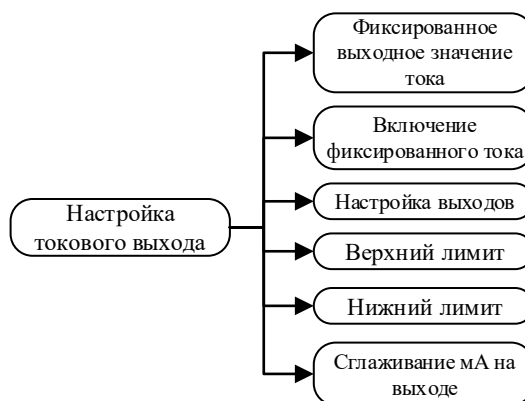 Фиксированное
выходное значение
тока
Включение
фиксированного тока
Настройка выходов
Настройка
токового выхода
Верхний лимит
Нижний лимит
Сглаживание мА на
выходе